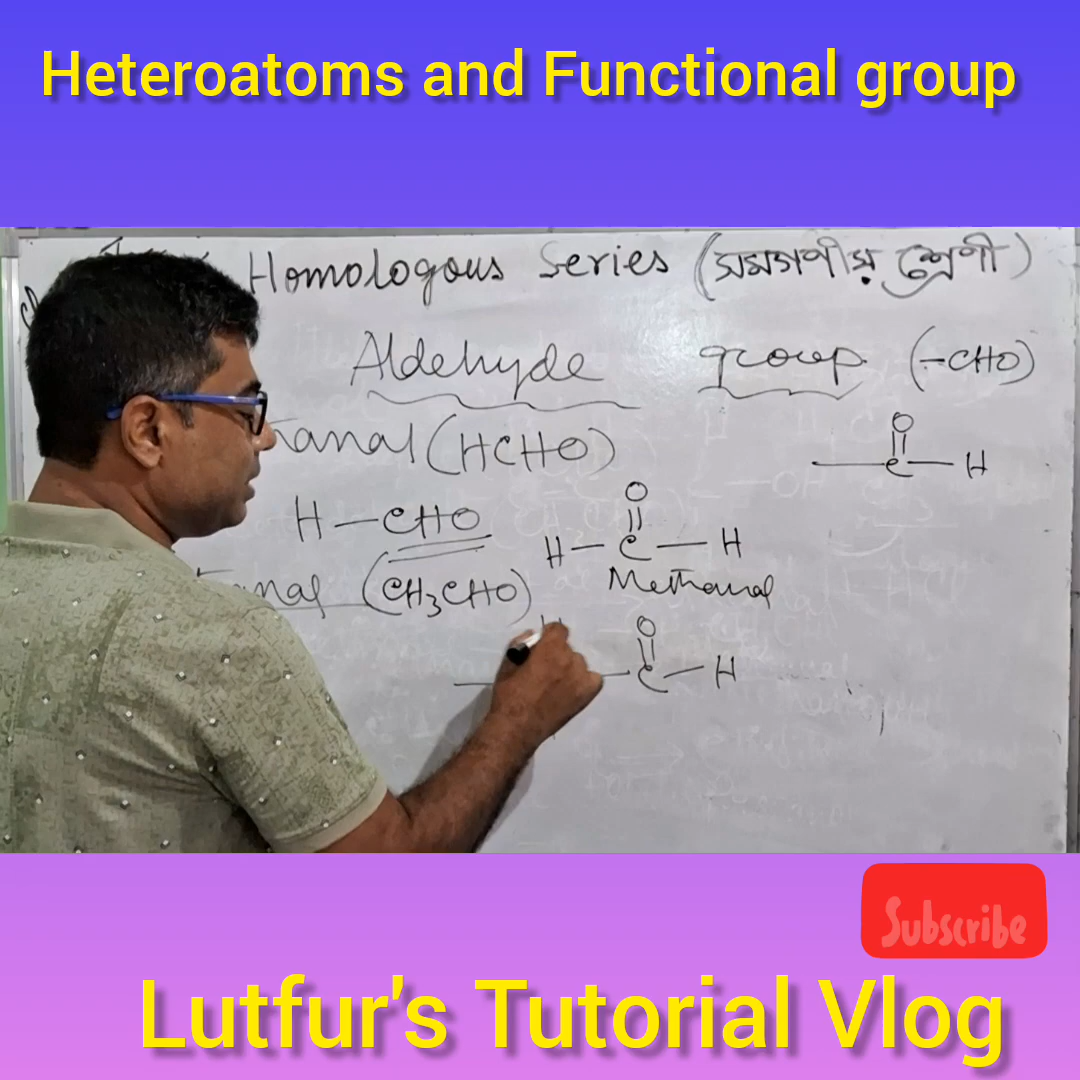 Heteroatoms and Functional group
Homologous Series (সমগণীয় শ্রেণী)
Aldehyde group (-CHO)
anal (HCHO)
O
C — H
H — CHO
O
H — C — H
Methanal
nal (CH3CHO)
O
C — H
Subscribe
Lutfur's Tutorial Vlog